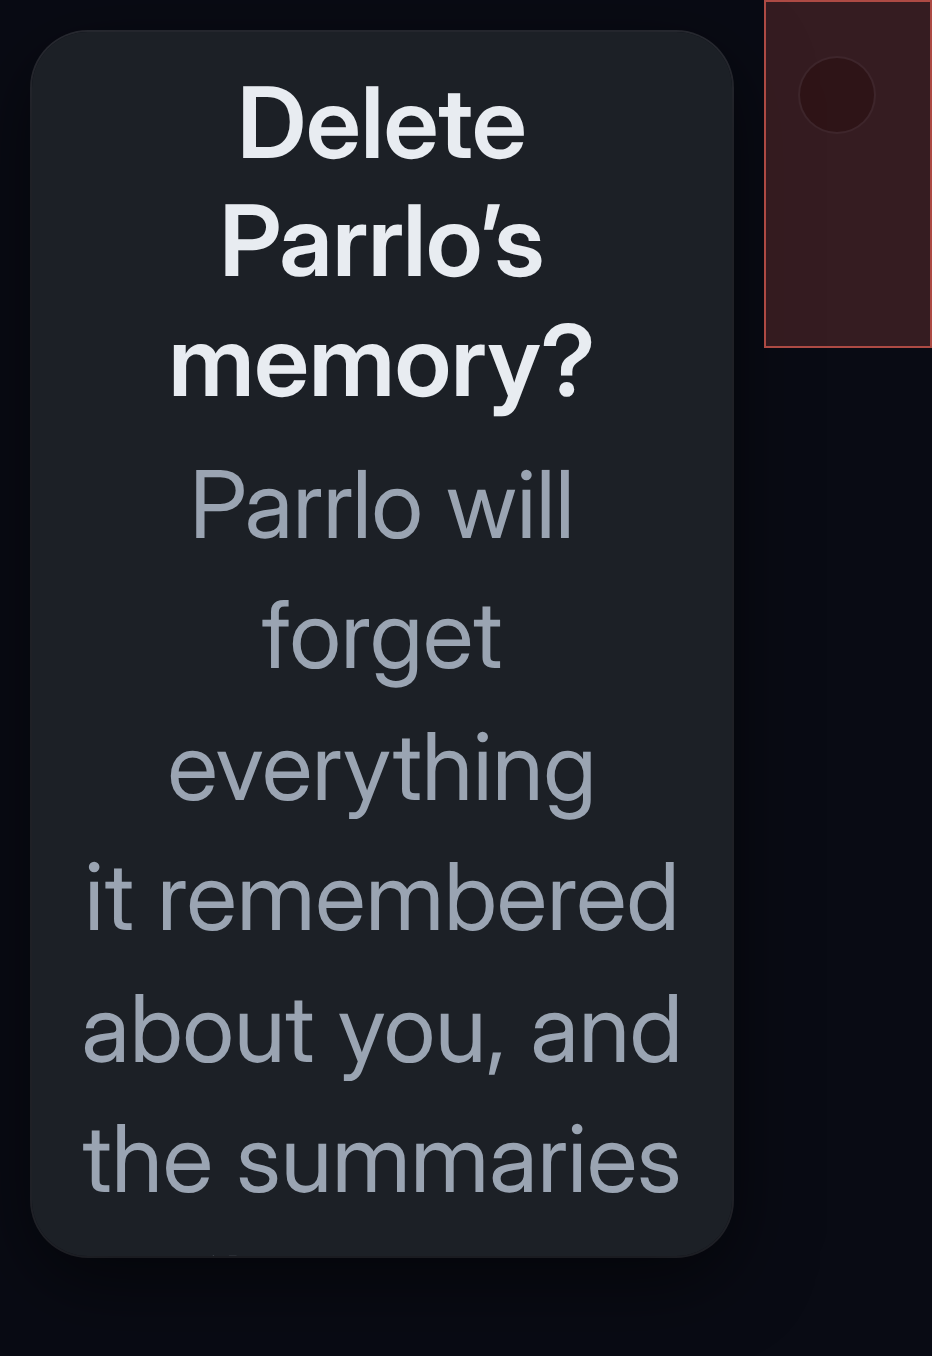 Delete
Parrlo’s
memory?
Parrlo will
forget
everything
it remembered
about you, and
the summaries